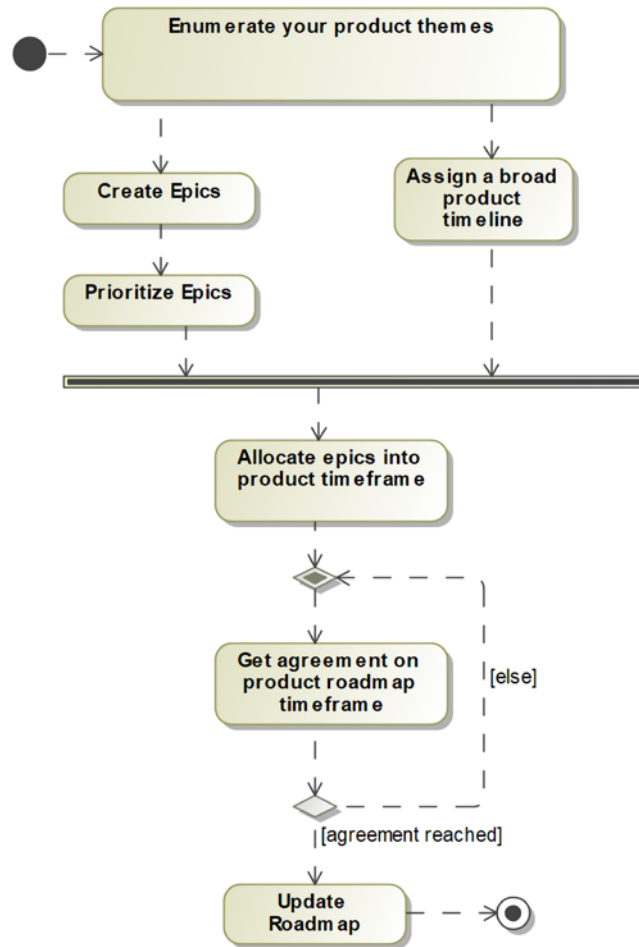 Enumerate your product themes
Create Epics
Assign a broad
product
timeline
Prioritize Epics
Allocate epics into
product timeframe
Get agreement on
product roadmap
timeframe
[else]
[agreement reached]
Update
Roadmap